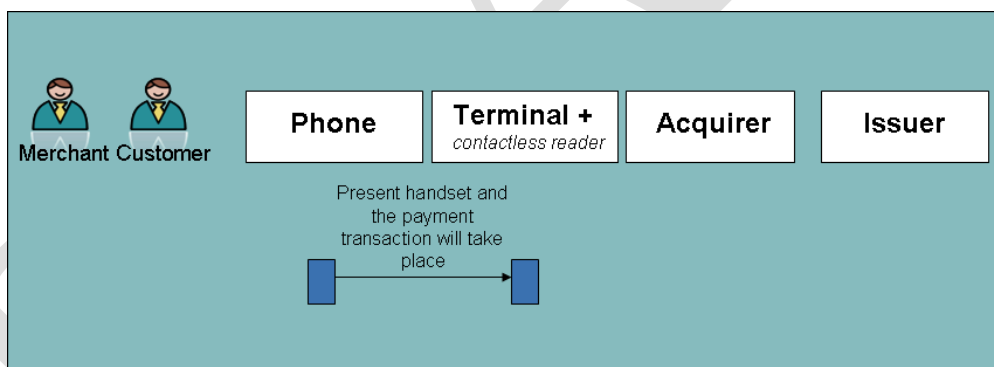 Merchant Customer
Phone
Terminal +
contactless reader
Acquirer
Issuer
Present handset and
the payment
transaction will take
place